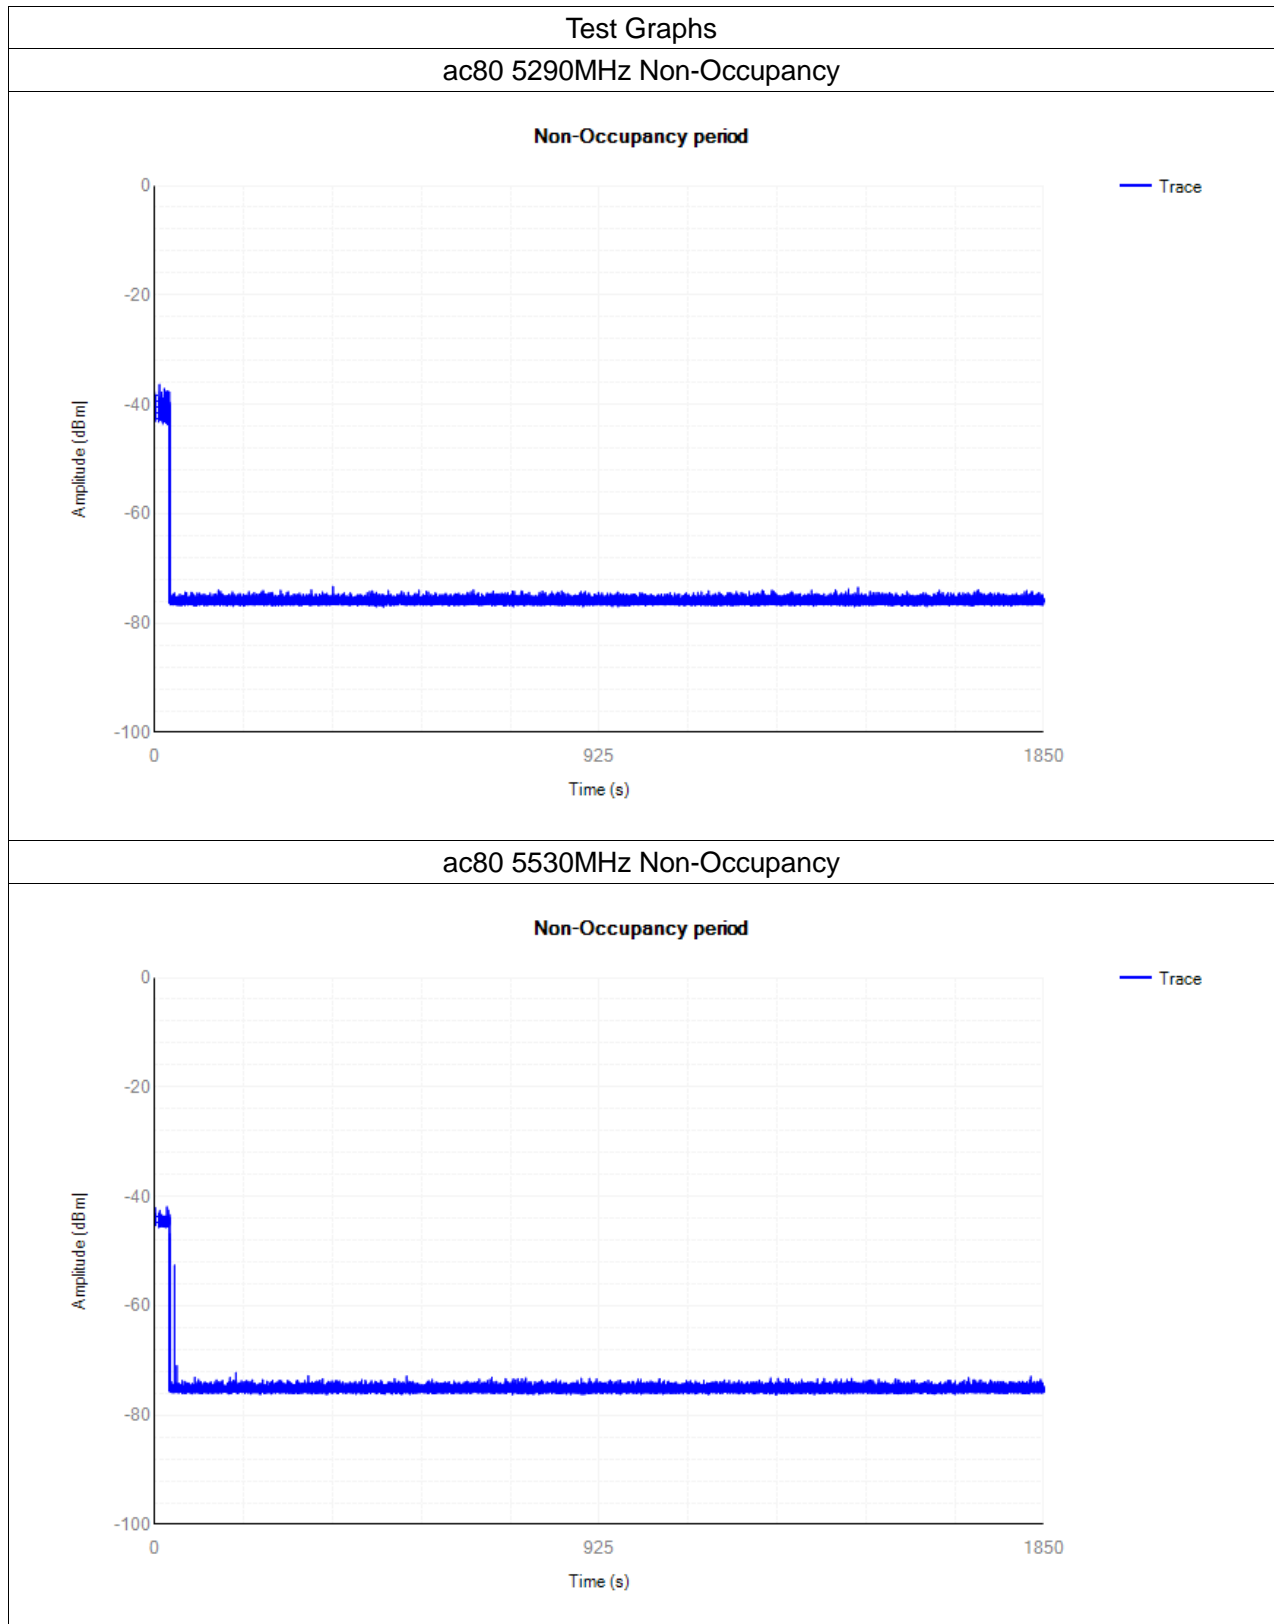 Test Graphs
ac80 5290MHz Non-Occupancy
Non-Occupancy period
Trace
0
-20
-40
-60
-80
-100
Amplitude (dBm)
0 925 1850
Time (s)
ac80 5530MHz Non-Occupancy
Non-Occupancy period
Trace
0
-20
-40
-60
-80
-100
Amplitude (dBm)
0 925 1850
Time (s)